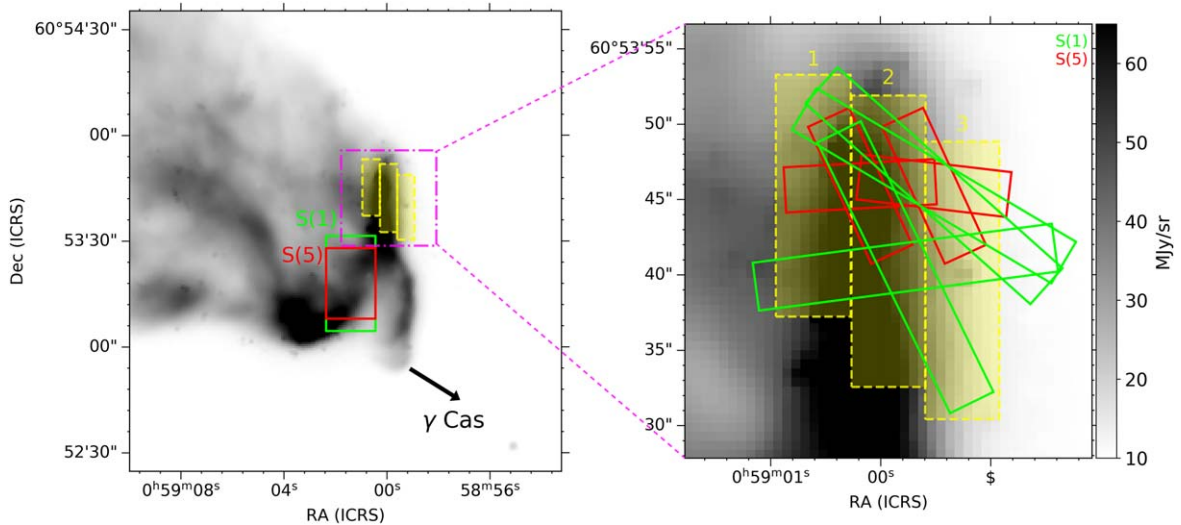 60°54'30"
00"
53'30"
00"
52'30"
Dec (ICRS)
S(1)
S(5)
γ Cas
0ʰ59ᵐ08ˢ
04ˢ
00ˢ
58ᵐ56ˢ
RA (ICRS)
60°53'55"
50"
45"
40"
35"
30"
S(1)
S(5)
1
2
3
0ʰ59ᵐ01ˢ
00ˢ
$
RA (ICRS)
60
50
40
30
20
10
MJy/sr